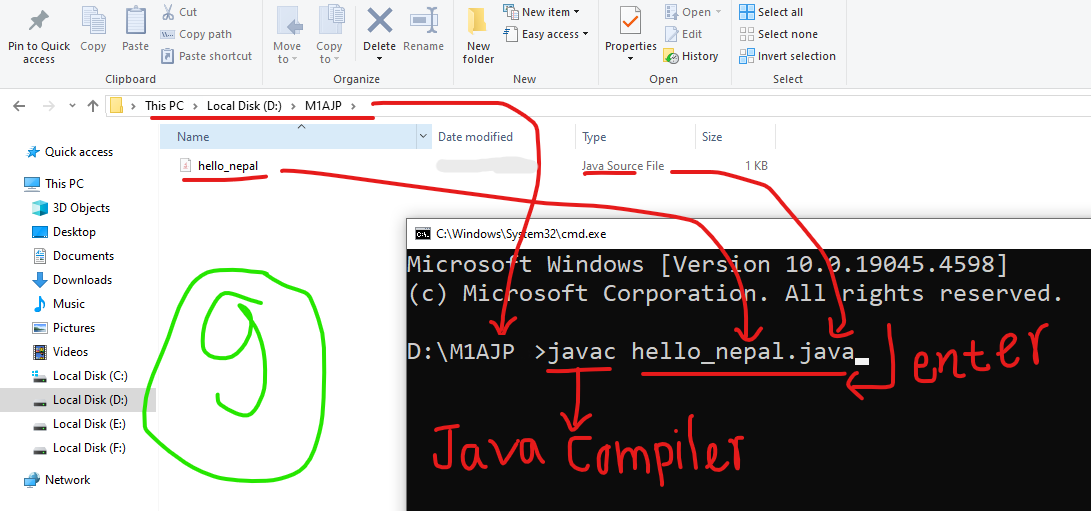 Pin to Quick access
Copy
Paste
Cut
Copy path
Paste shortcut
Clipboard
Move to
Copy to
Delete
Rename
Organize
New folder
New item
Easy access
New
Properties
Open
Edit
History
Open
Select all
Select none
Invert selection
Select
This PC > Local Disk (D:) > M1AJP >
Name
Date modified
Type
Size
hello_nepal
Java Source File
1 KB
Quick access
This PC
3D Objects
Desktop
Documents
Downloads
Music
Pictures
Videos
Local Disk (C:)
Local Disk (D:)
Local Disk (E:)
Local Disk (F:)
Network
9
C:\Windows\System32\cmd.exe
Microsoft Windows [Version 10.0.19045.4598]
(c) Microsoft Corporation. All rights reserved.
D:\M1AJP >javac hello_nepal.java
enter
Java Compiler